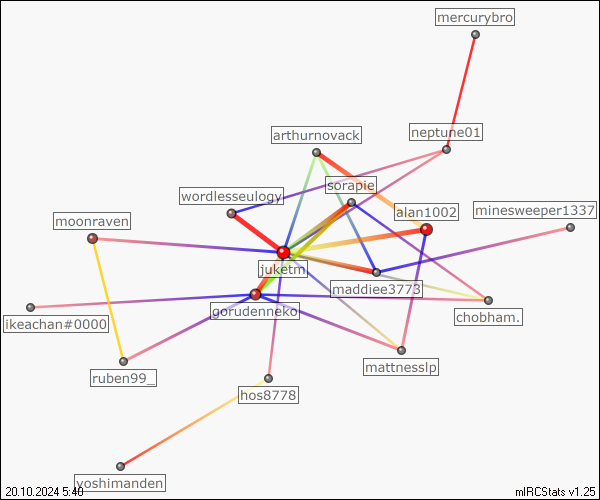 mercurybro
neptune01
arthurnovack
sorapie
wordlesseulogy
alan1002
minesweeper1337
moonraven
juketm
maddiee3773
gorudenneko
chobham.
ikeachan#0000
mattnesslp
ruben99_
hos8778
yoshimanden
20.10.2024 5:40
mIRCStats v1.25